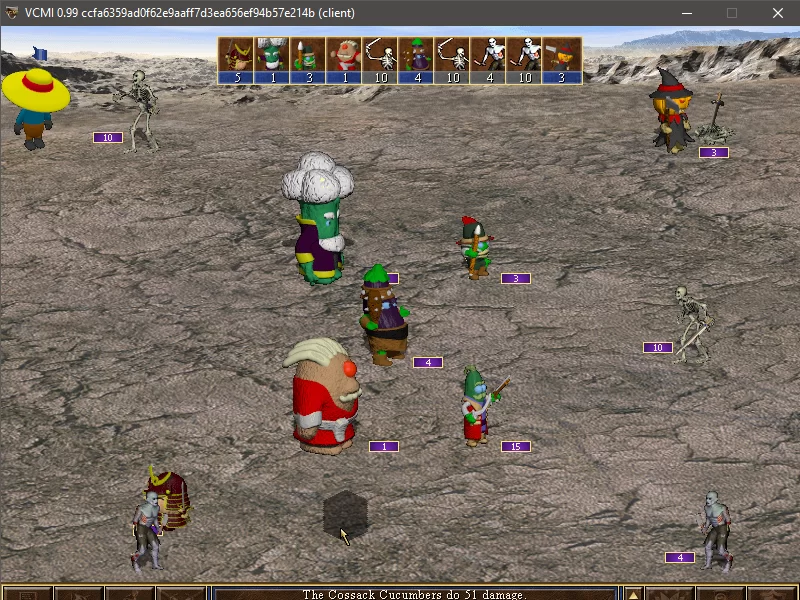 VCMI 0.99 ccfa6359ad0f62e9aaff7d3ea656ef94b57e214b (client)
5 1 3 1 10 4 10 4 10 3
10
3
3
10
4
1
15
4
The Cossack Cucumbers do 51 damage.